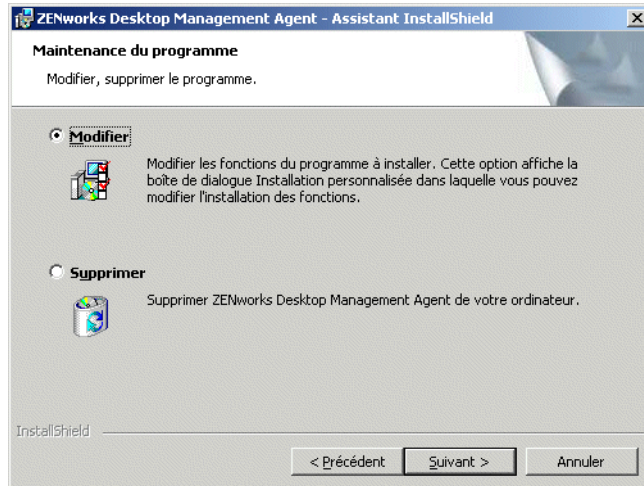 ZENworks Desktop Management Agent - Assistant InstallShield
Maintenance du programme
Modifier, supprimer le programme.
Modifier
Modifier les fonctions du programme à installer. Cette option affiche la
boîte de dialogue Installation personnalisée dans laquelle vous pouvez
modifier l'installation des fonctions.
Supprimer
Supprimer ZENworks Desktop Management Agent de votre ordinateur.
InstallShield
< Précédent
Suivant >
Annuler